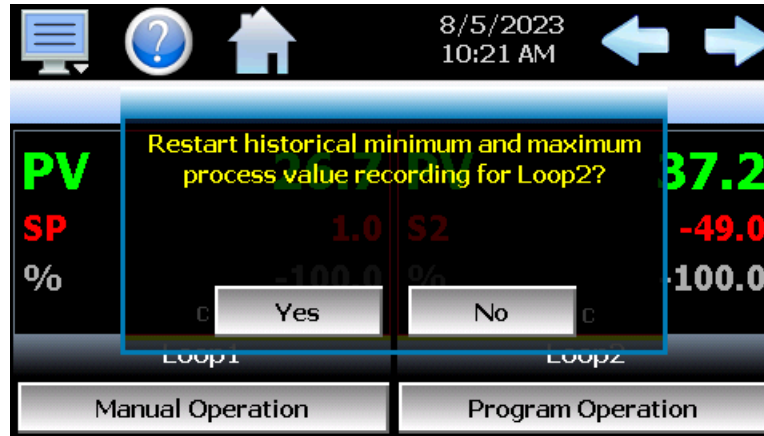 ?
8/5/2023
10:21 AM
Restart historical minimum and maximum
process value recording for Loop2?
PV 26.7 PV 37.2
SP 1.0 S2 -49.0
% -100.0 % -100.0
C C
Yes No
Loop1 Loop2
Manual Operation Program Operation